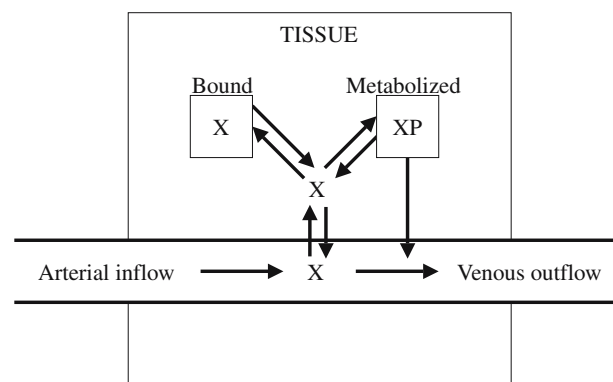 TISSUE
Bound
Metabolized
X
XP
X
Arterial inflow
X
Venous outflow